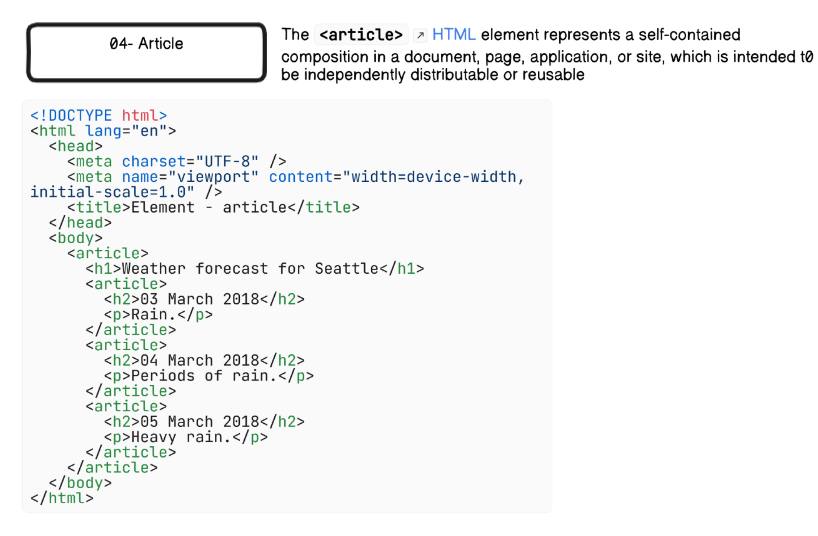 04- Article
The <article> HTML element represents a self-contained
composition in a document, page, application, or site, which is intended t0
be independently distributable or reusable
<!DOCTYPE html>
<html lang="en">
  <head>
    <meta charset="UTF-8" />
    <meta name="viewport" content="width=device-width,
initial-scale=1.0" />
    <title>Element - article</title>
  </head>
  <body>
    <article>
      <h1>Weather forecast for Seattle</h1>
      <article>
        <h2>03 March 2018</h2>
        <p>Rain.</p>
      </article>
      <article>
        <h2>04 March 2018</h2>
        <p>Periods of rain.</p>
      </article>
      <article>
        <h2>05 March 2018</h2>
        <p>Heavy rain.</p>
      </article>
    </article>
  </body>
</html>